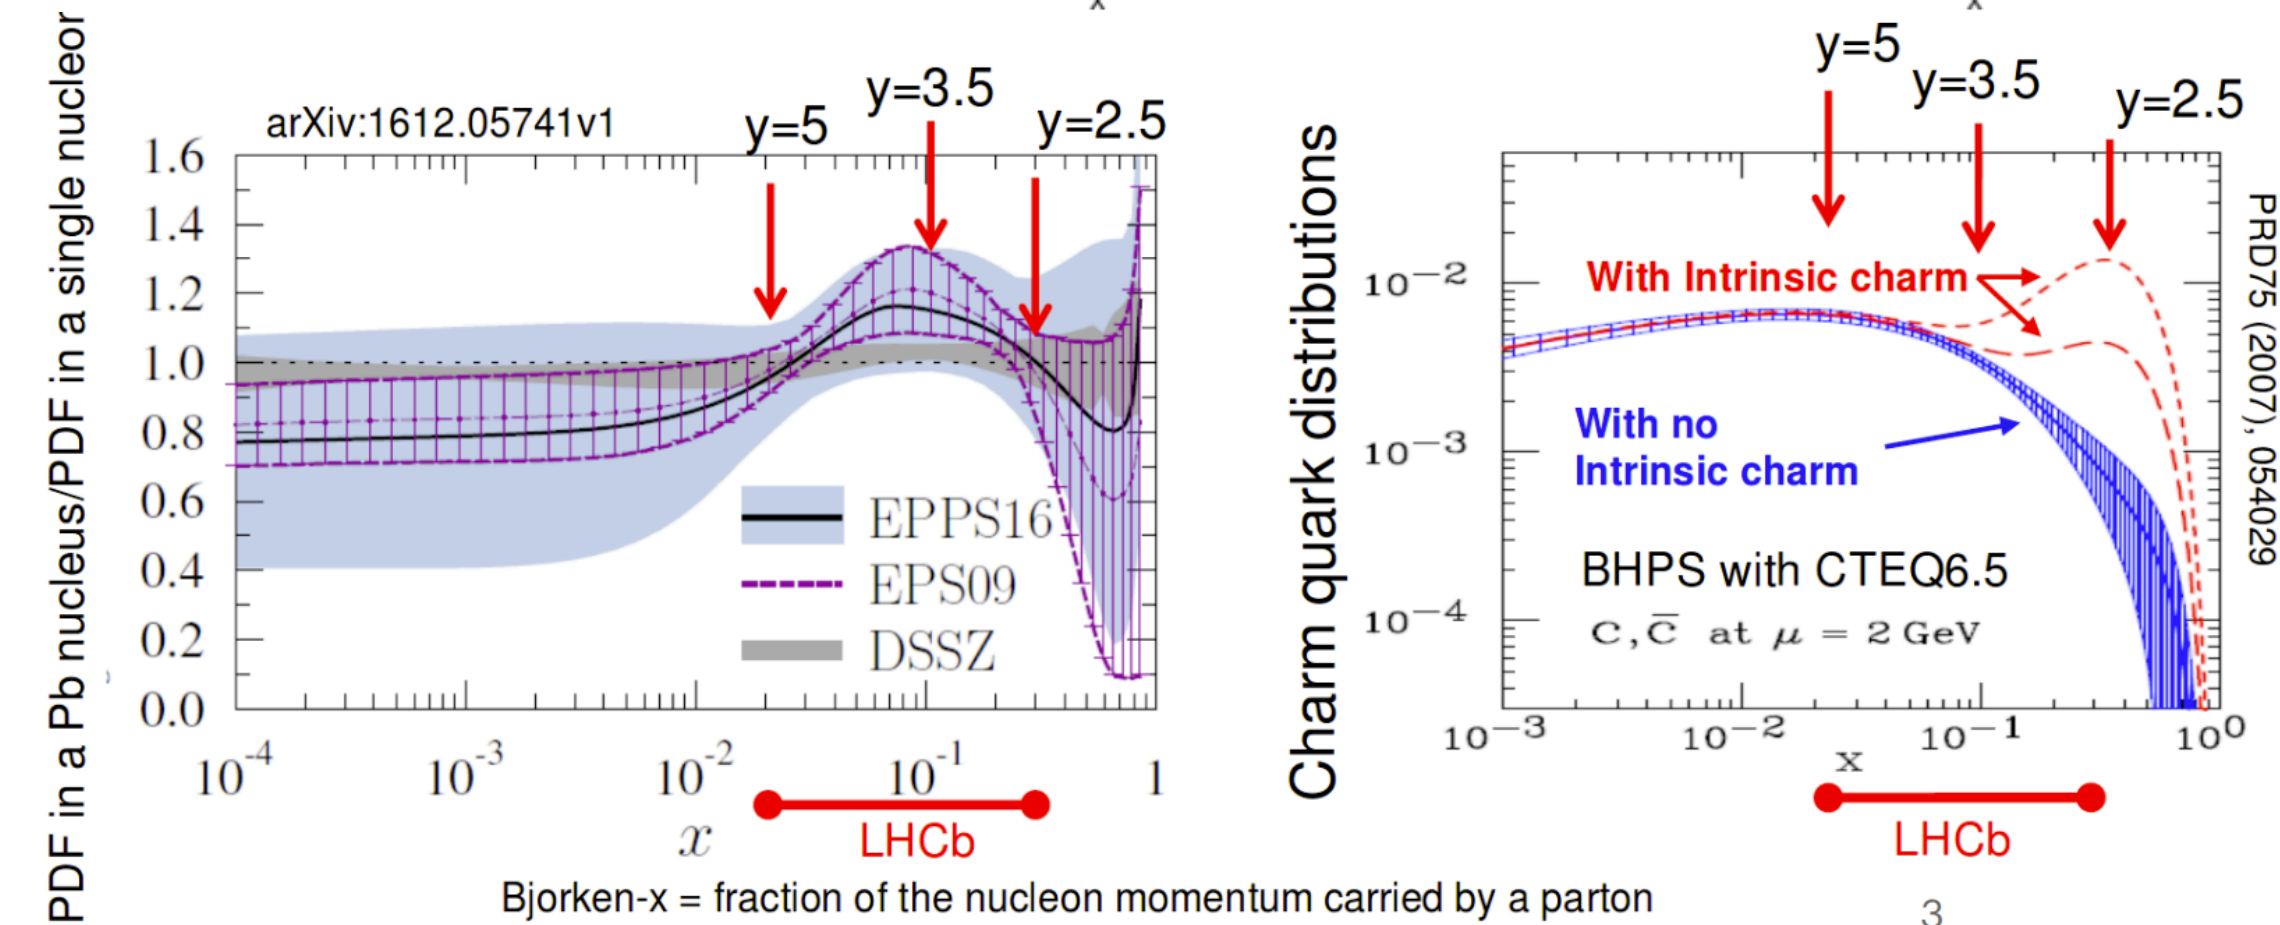 x
x
PDF in a Pb nucleus/PDF in a single nucleor
arXiv:1612.05741v1
y=5
y=3.5
y=2.5
1.6
1.4
1.2
1.0
0.8
0.6
0.4
0.2
0.0
EPPS16
EPS09
DSSZ
10^-4
10^-3
10^-2
10^-1
1
x
LHCb
Charm quark distributions
y=5
y=3.5
y=2.5
10^-2
10^-3
10^-4
With Intrinsic charm
With no
Intrinsic charm
BHPS with CTEQ6.5
C,C̅ at μ = 2 GeV
PRD75 (2007), 054029
10^-3
10^-2
10^-1
10^0
x
LHCb
Bjorken-x = fraction of the nucleon momentum carried by a parton
3